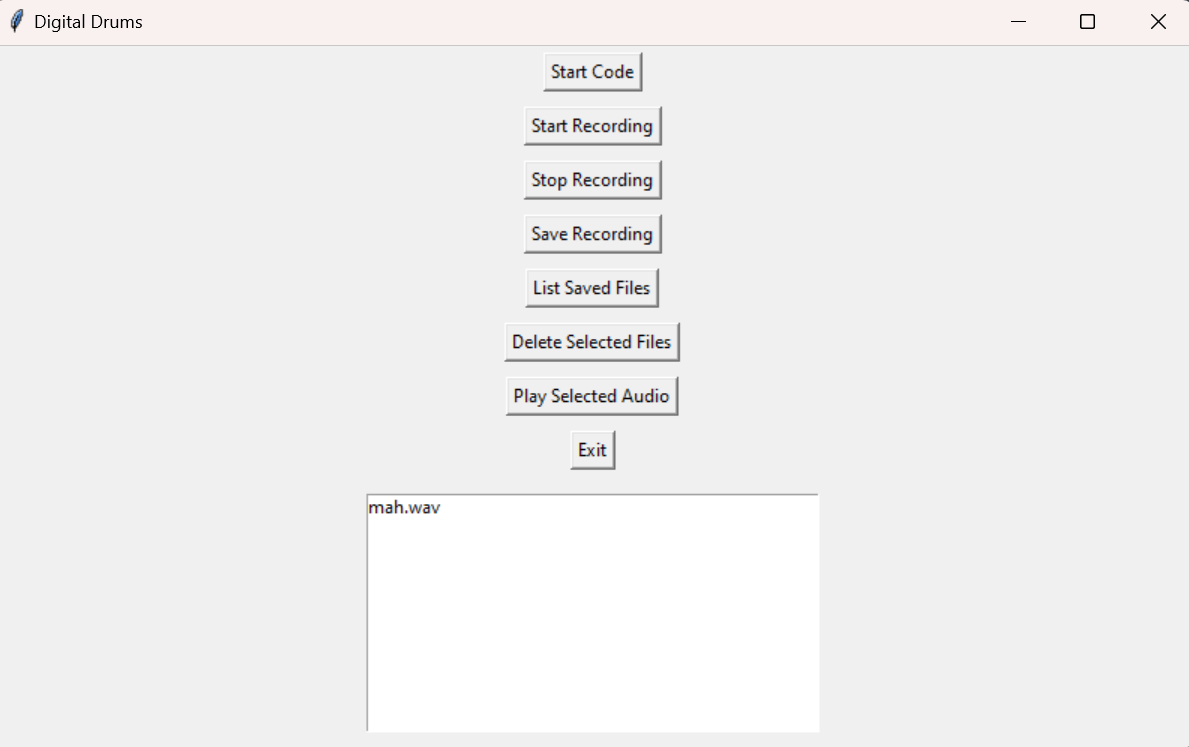 Digital Drums
Start Code
Start Recording
Stop Recording
Save Recording
List Saved Files
Delete Selected Files
Play Selected Audio
Exit
mah.wav